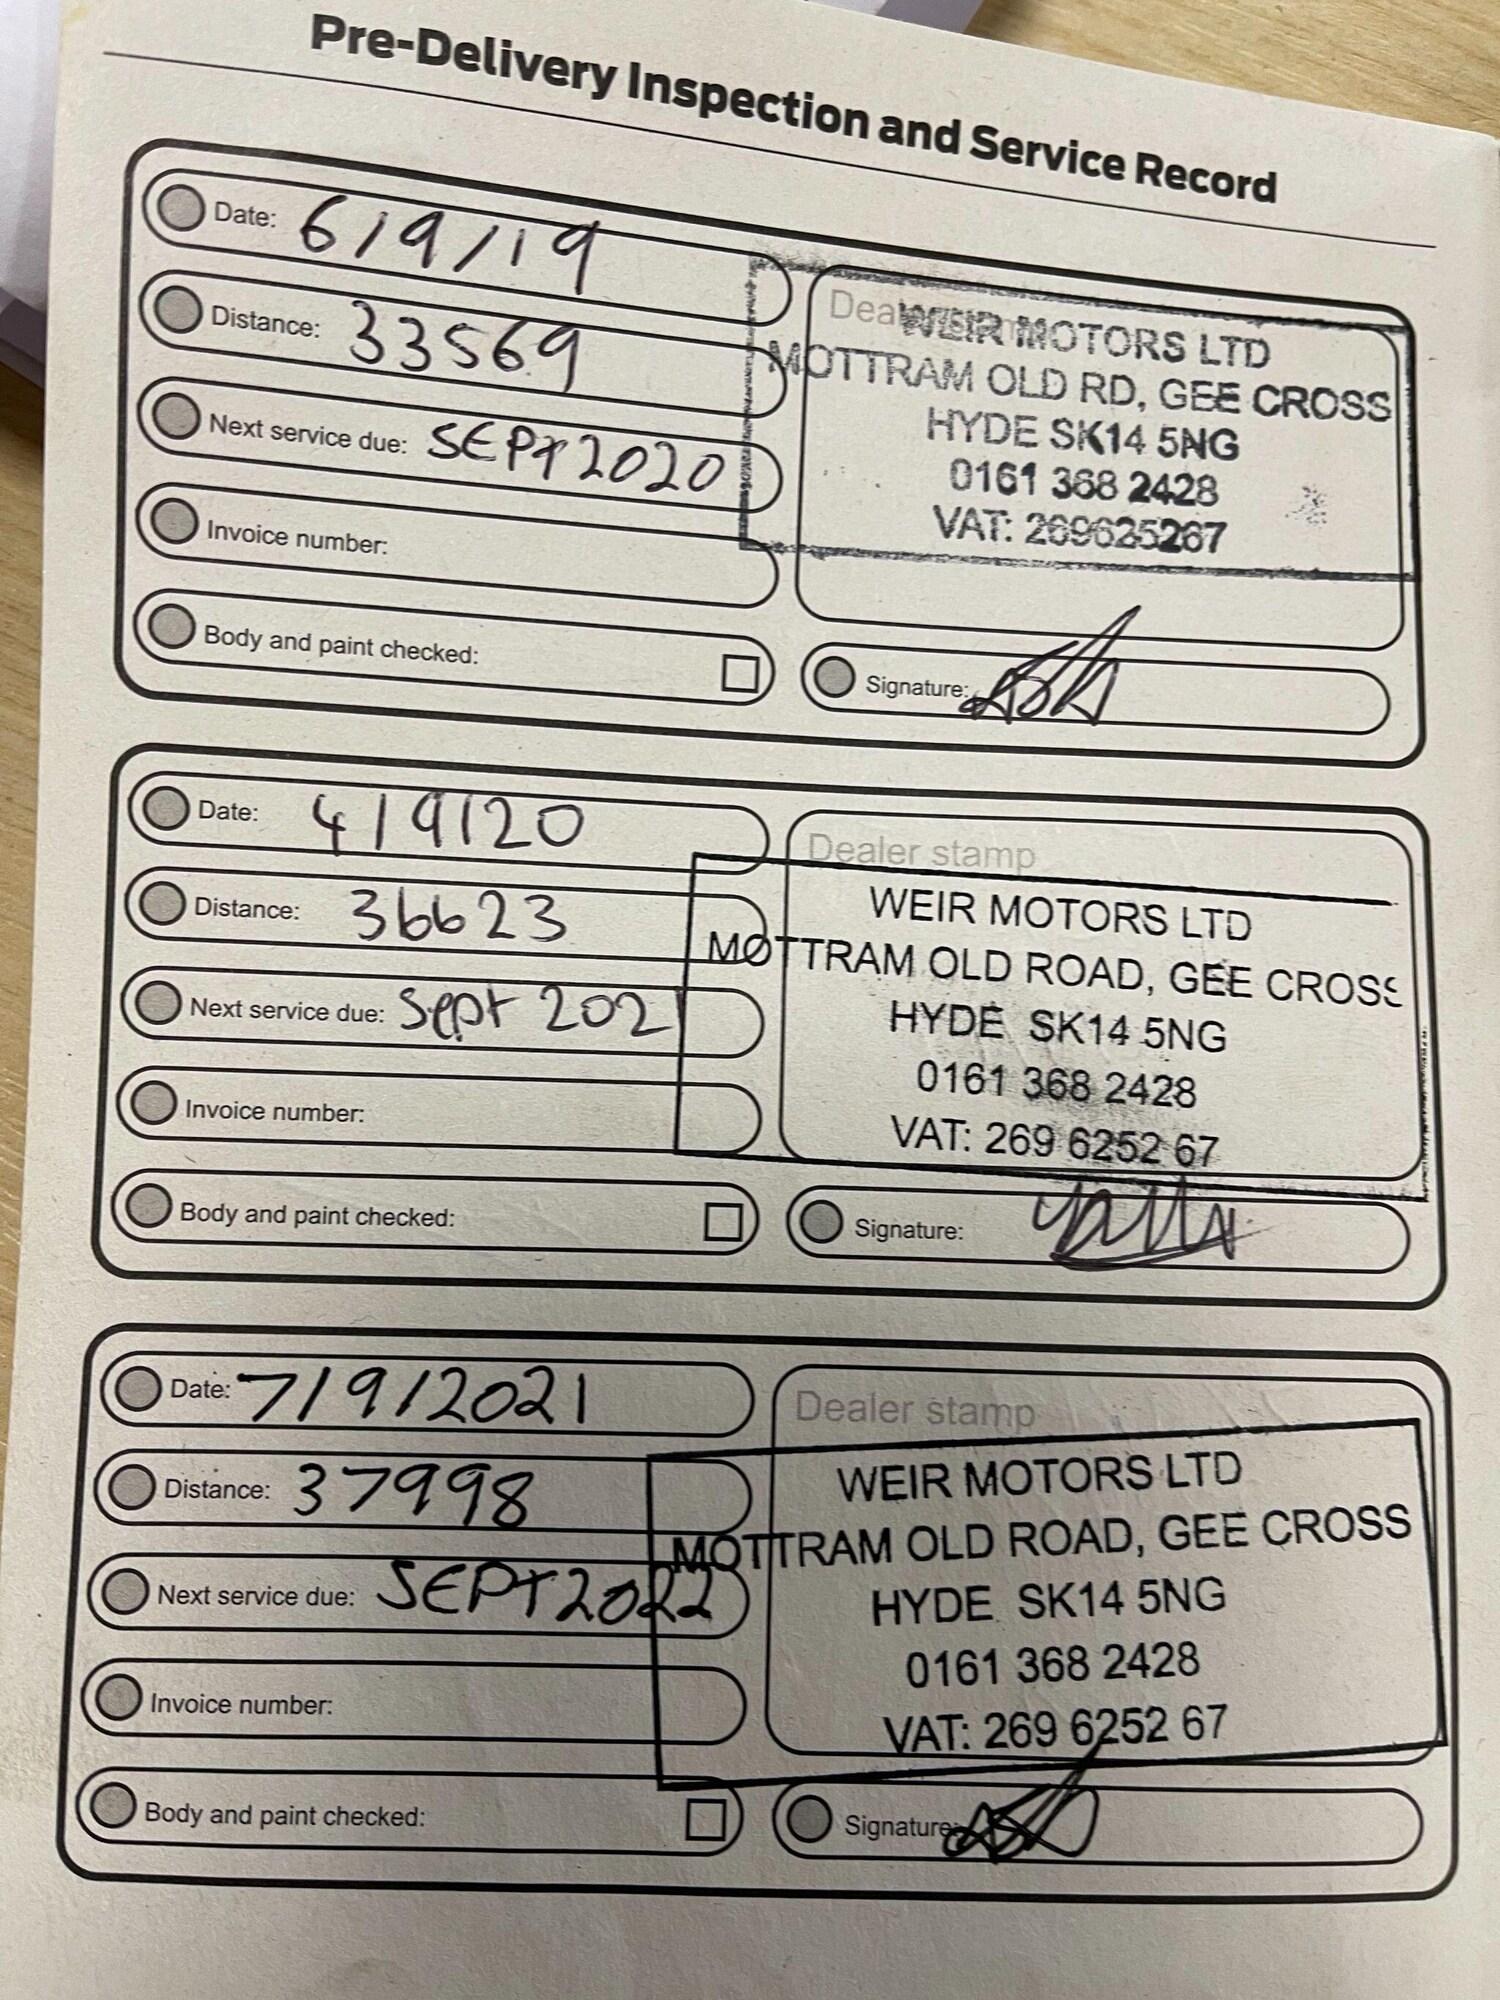 Pre-Delivery Inspection and Service Record
Date: 6/9/19
Distance: 33569
Next service due: SEPT 2020
Invoice number:
Body and paint checked:
WEIR MOTORS LTD
MOTTRAM OLD RD, GEE CROSS
HYDE SK14 5NG
0161 368 2428
VAT: 269625267
Signature:
Date: 4/9/20
Distance: 36623
Next service due: Sept 2021
Invoice number:
Body and paint checked:
Dealer stamp
WEIR MOTORS LTD
MOTTRAM OLD ROAD, GEE CROSS
HYDE SK14 5NG
0161 368 2428
VAT: 269 6252 67
Signature:
Date: 7/9/2021
Distance: 37998
Next service due: SEPT 2022
Invoice number:
Body and paint checked:
Dealer stamp
WEIR MOTORS LTD
MOTTRAM OLD ROAD, GEE CROSS
HYDE SK14 5NG
0161 368 2428
VAT: 269 6252 67
Signature: